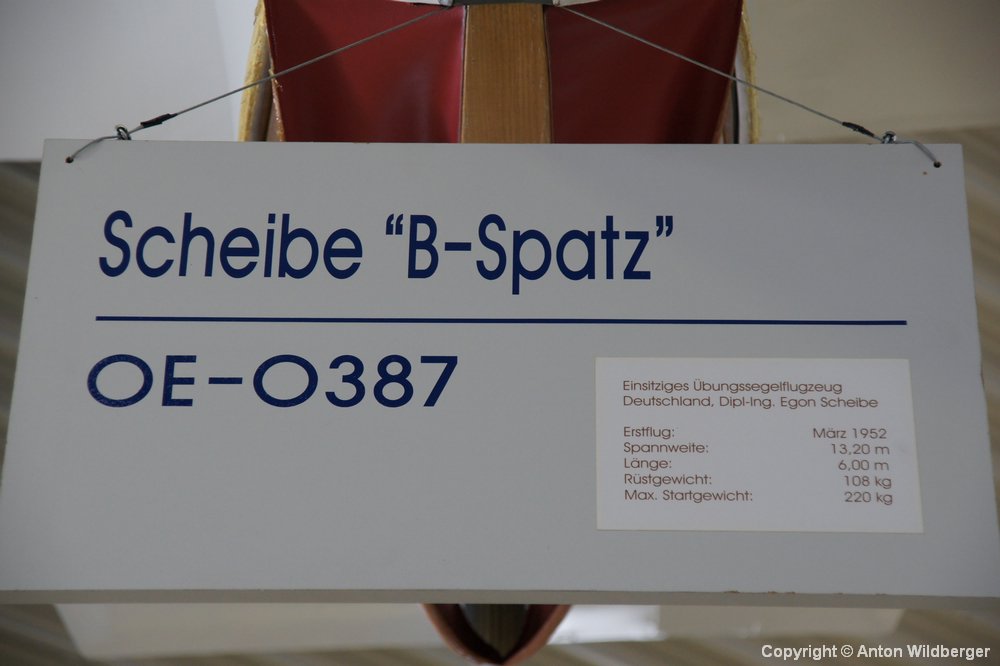 Scheibe “B-Spatz”
OE-0387
Einsitziges Übungssegelflugzeug
Deutschland, Dipl-Ing. Egon Scheibe
Erstflug: März 1952
Spannweite: 13,20 m
Länge: 6,00 m
Rüstgewicht: 108 kg
Max. Startgewicht: 220 kg
Copyright © Anton Wildberger